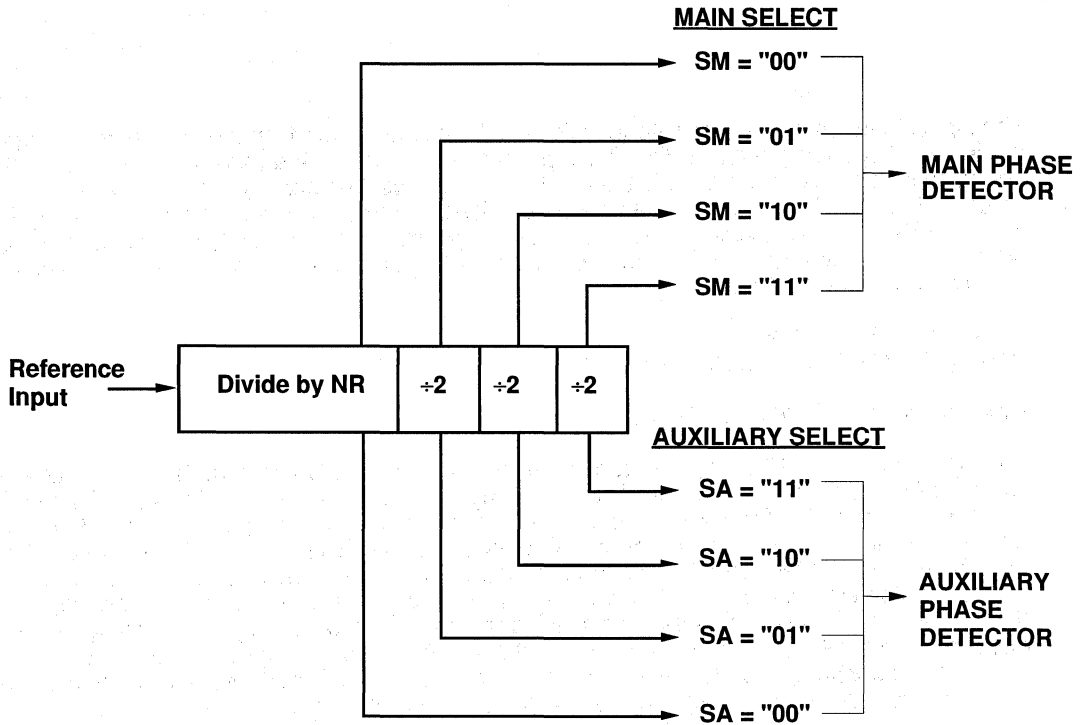 MAIN SELECT
SM = "00"
SM = "01"
SM = "10"
SM = "11"
MAIN PHASE
DETECTOR
Reference
Input
Divide by NR
÷2
÷2
÷2
AUXILIARY SELECT
SA = "11"
SA = "10"
SA = "01"
SA = "00"
AUXILIARY
PHASE
DETECTOR